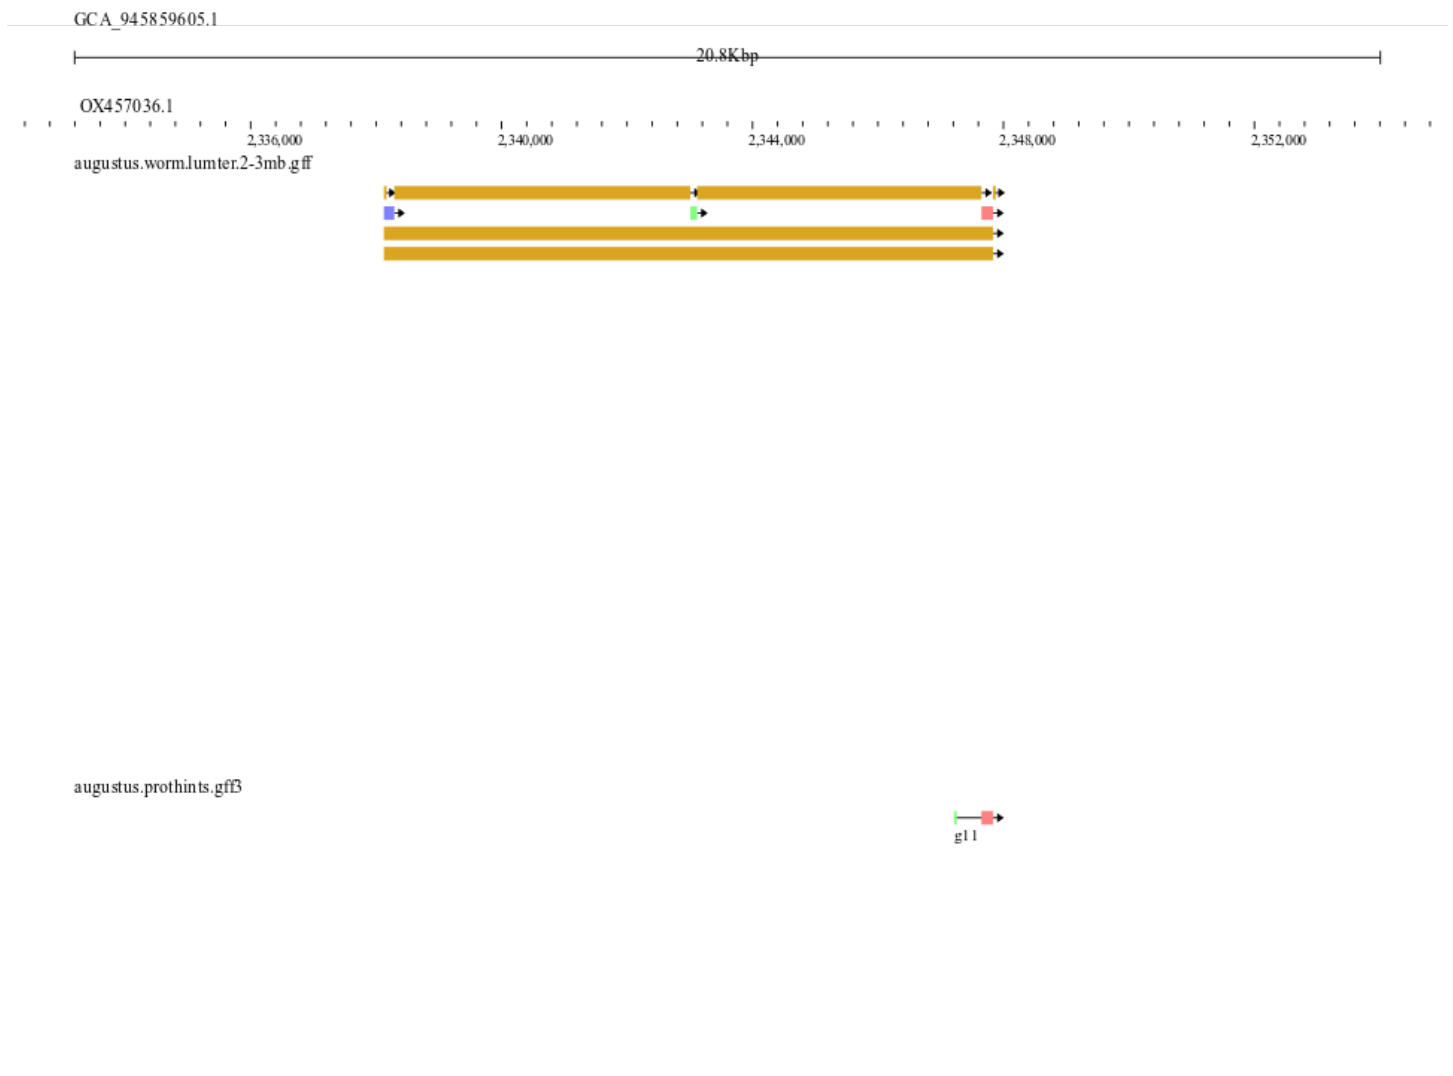 GCA_945859605.1
20.8Kbp
OX457036.1
2,336,000 2,340,000 2,344,000 2,348,000 2,352,000
augustus.worm.lumter.2-3mb.gff
augustus.prothints.gff3
g11